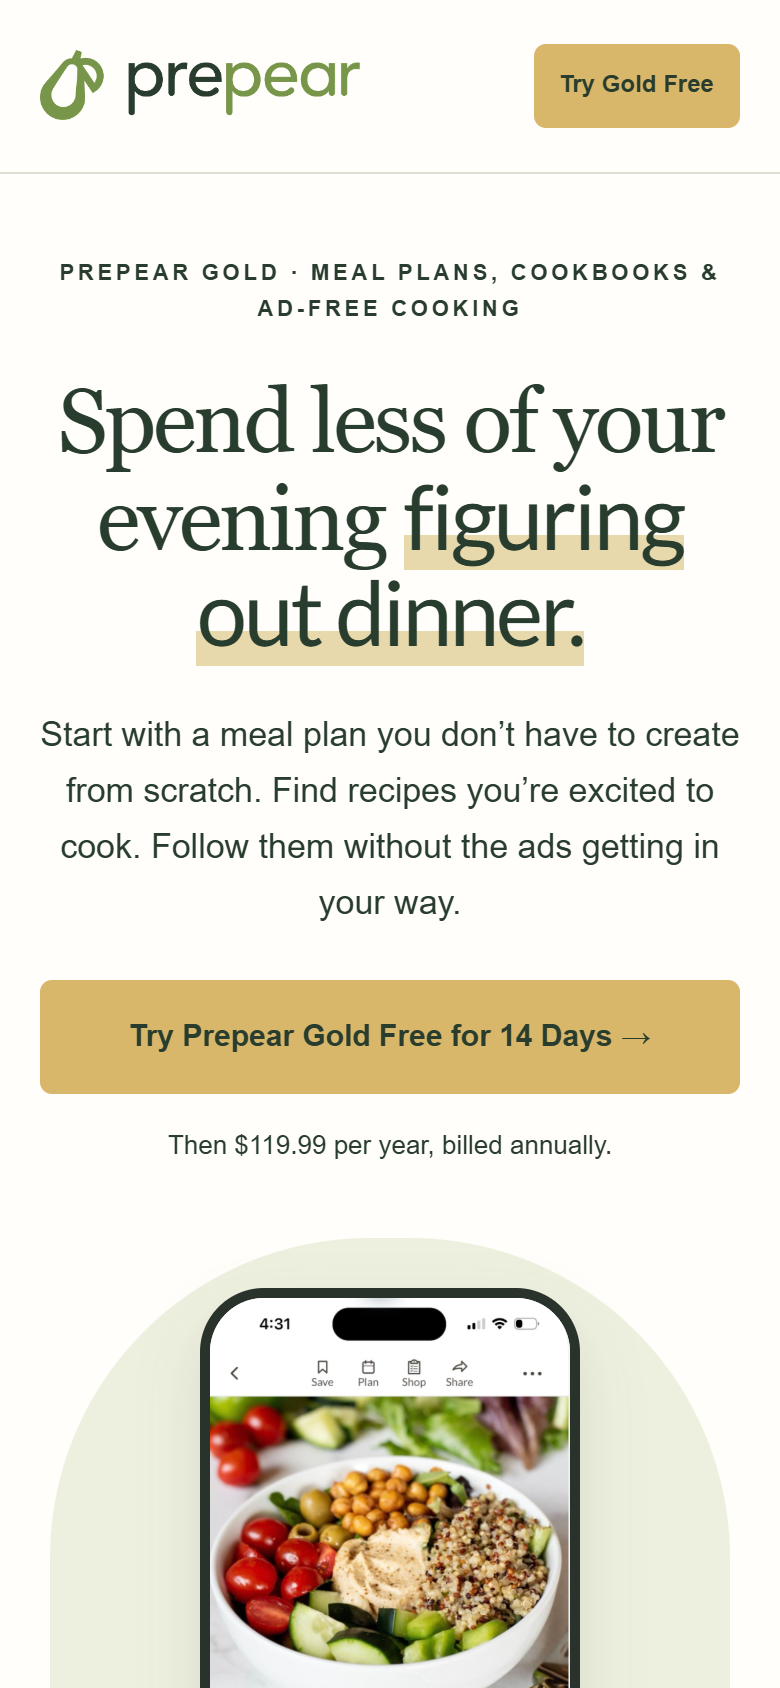 prepear
Try Gold Free
PREPEAR GOLD · MEAL PLANS, COOKBOOKS &
AD-FREE COOKING
Spend less of your
evening figuring
out dinner.
Start with a meal plan you don’t have to create
from scratch. Find recipes you’re excited to
cook. Follow them without the ads getting in
your way.
Try Prepear Gold Free for 14 Days →
Then $119.99 per year, billed annually.
4:31
Save Plan Shop Share